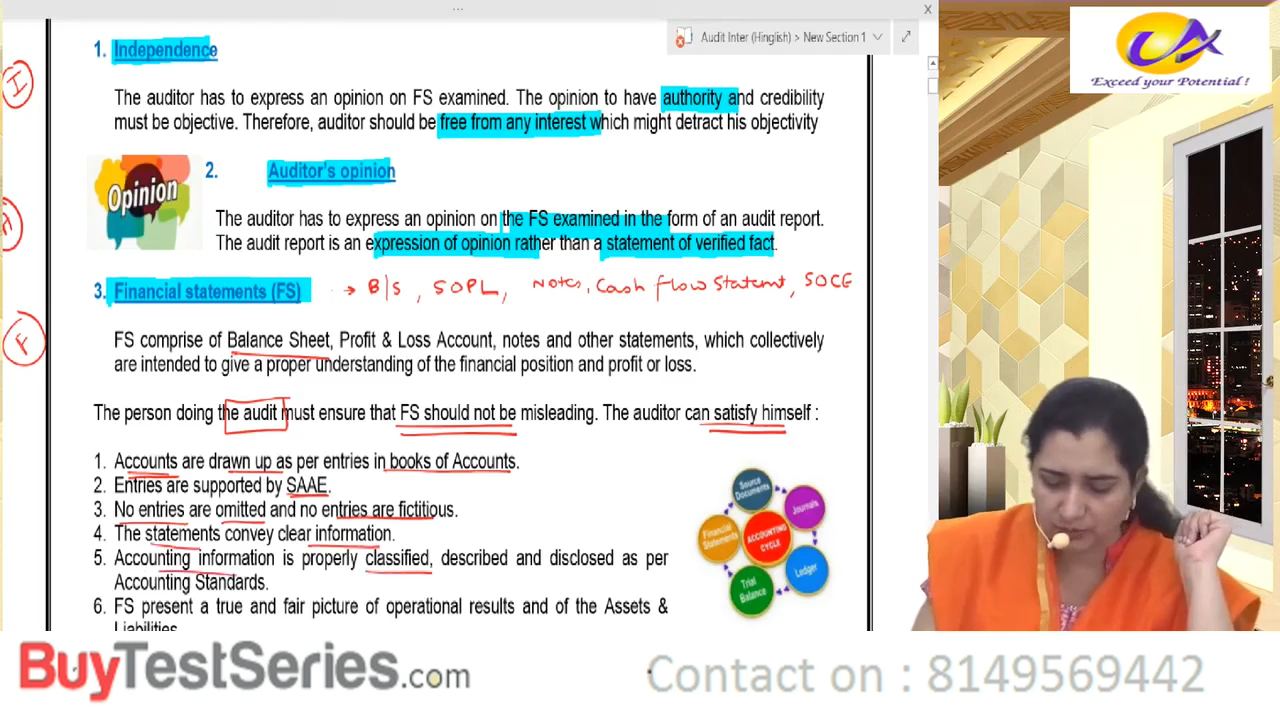 ...
Audit Inter (Hinglish) > New Section 1
X
1. Independence
Exceed your Potential !
I
The auditor has to express an opinion on FS examined. The opinion to have authority and credibility
must be objective. Therefore, auditor should be free from any interest which might detract his objectivity
Opinion
2. Auditor's opinion
The auditor has to express an opinion on the FS examined in the form of an audit report.
The audit report is an expression of opinion rather than a statement of verified fact.
3. Financial statements (FS) → B/S, SOPL, Notes, Cash flow Statement, SOCE
F
FS comprise of Balance Sheet, Profit & Loss Account, notes and other statements, which collectively
are intended to give a proper understanding of the financial position and profit or loss.
The person doing the audit must ensure that FS should not be misleading. The auditor can satisfy himself :
1. Accounts are drawn up as per entries in books of Accounts.
2. Entries are supported by SAAE.
3. No entries are omitted and no entries are fictitious.
4. The statements convey clear information.
5. Accounting information is properly classified, described and disclosed as per
Accounting Standards.
6. FS present a true and fair picture of operational results and of the Assets &
Liabilities
Source
Documents
Journals
Ledger
Trial
Balance
Financial
Statements
ACCOUNTING
CYCLE
BuyTestSeries.com
Contact on : 8149569442